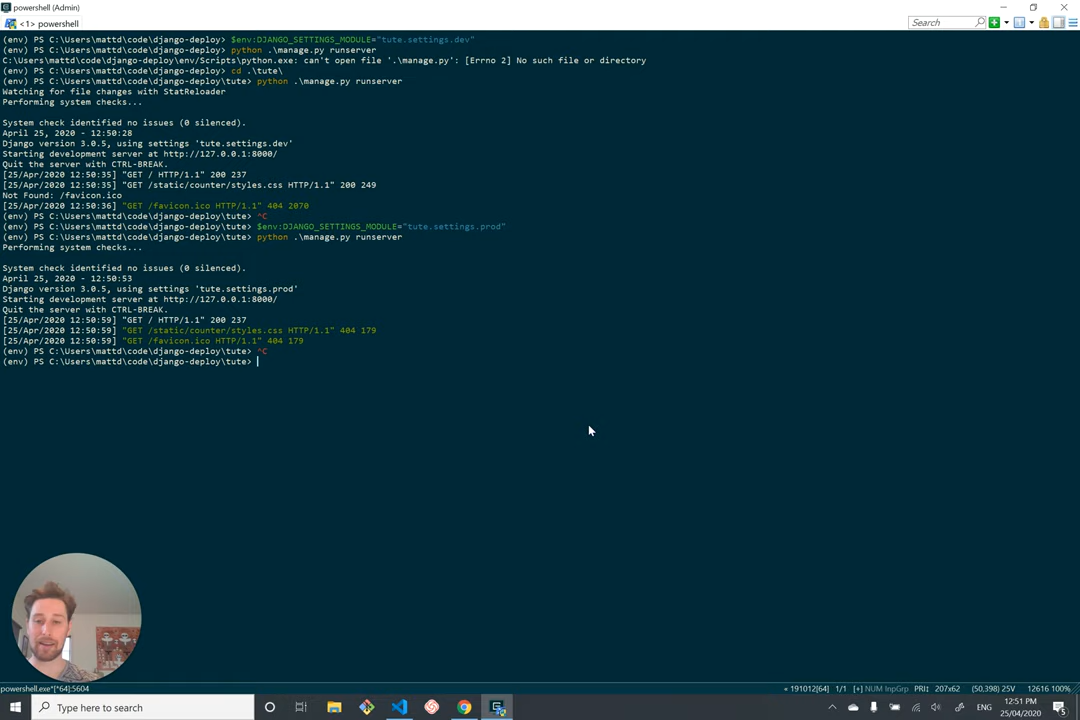 powershell (Admin)
<1> powershell
Search
(env) PS C:\Users\mattd\code\django-deploy> $env:DJANGO_SETTINGS_MODULE="tute.settings.dev"
(env) PS C:\Users\mattd\code\django-deploy> python .\manage.py runserver
C:\Users\mattd\code\django-deploy\env/Scripts\python.exe: can't open file '.\manage.py': [Errno 2] No such file or directory
(env) PS C:\Users\mattd\code\django-deploy> cd .\tute\
(env) PS C:\Users\mattd\code\django-deploy\tute> python .\manage.py runserver
Watching for file changes with StatReloader
Performing system checks...
System check identified no issues (0 silenced).
April 25, 2020 - 12:50:28
Django version 3.0.5, using settings 'tute.settings.dev'
Starting development server at http://127.0.0.1:8000/
Quit the server with CTRL-BREAK.
[25/Apr/2020 12:50:35] "GET / HTTP/1.1" 200 237
[25/Apr/2020 12:50:35] "GET /static/counter/styles.css HTTP/1.1" 200 249
Not Found: /favicon.ico
[25/Apr/2020 12:50:36] "GET /favicon.ico HTTP/1.1" 404 2070
(env) PS C:\Users\mattd\code\django-deploy\tute> ^C
(env) PS C:\Users\mattd\code\django-deploy\tute> $env:DJANGO_SETTINGS_MODULE="tute.settings.prod"
(env) PS C:\Users\mattd\code\django-deploy\tute> python .\manage.py runserver
Performing system checks...
System check identified no issues (0 silenced).
April 25, 2020 - 12:50:53
Django version 3.0.5, using settings 'tute.settings.prod'
Starting development server at http://127.0.0.1:8000/
Quit the server with CTRL-BREAK.
[25/Apr/2020 12:50:59] "GET / HTTP/1.1" 200 237
[25/Apr/2020 12:50:59] "GET /static/counter/styles.css HTTP/1.1" 404 179
[25/Apr/2020 12:50:59] "GET /favicon.ico HTTP/1.1" 404 179
(env) PS C:\Users\mattd\code\django-deploy\tute> ^C
(env) PS C:\Users\mattd\code\django-deploy\tute>
powershell.exe*[*64]:5604
« 191012[64] 1/1 [+] NUM InpGrp PRI↕ 207x62 (50,398) 25V 12616 100%
Type here to search
ENG
12:51 PM
25/04/2020
5